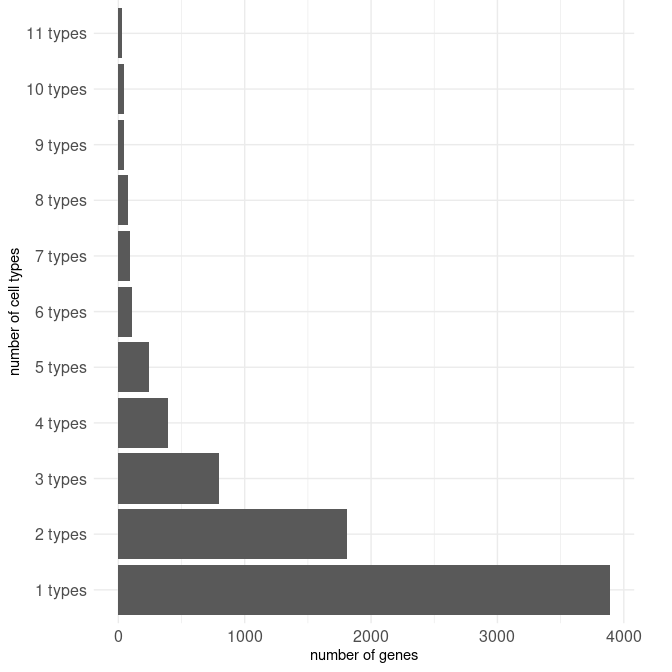 11 types
10 types
9 types
8 types
7 types
6 types
5 types
4 types
3 types
2 types
1 types
number of cell types
0 1000 2000 3000 4000
number of genes